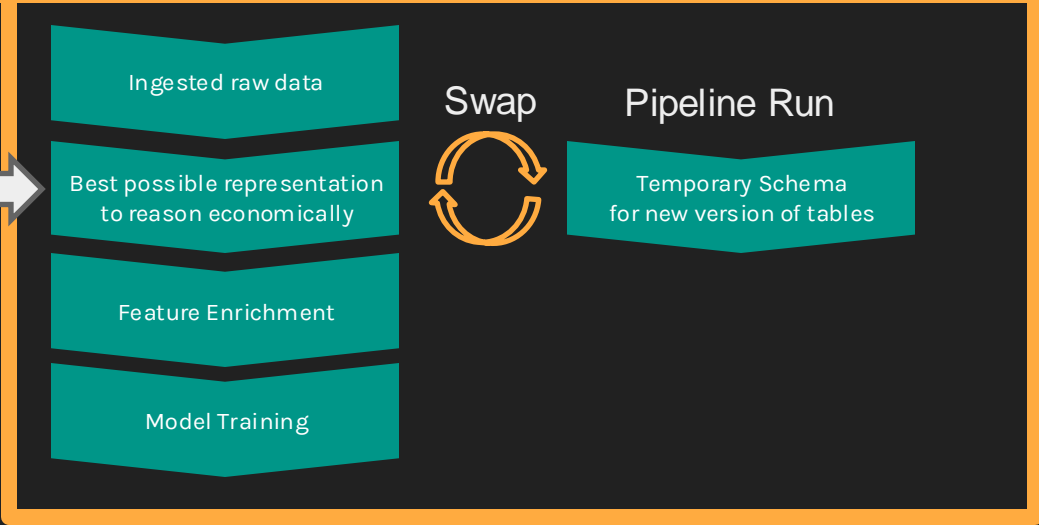 Ingested raw data
Swap
Pipeline Run
Best possible representation
to reason economically
Temporary Schema
for new version of tables
Feature Enrichment
Model Training